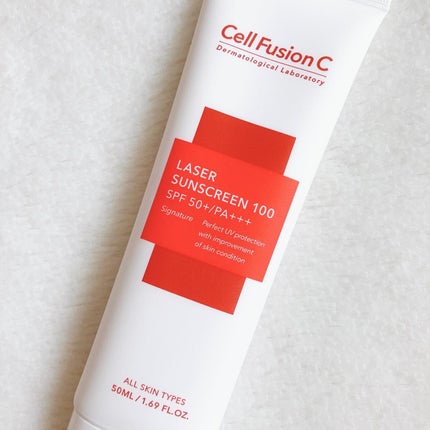 Cell Fusion C
Dermatological Laboratory
LASER
SUNSCREEN 100
SPF 50+/PA+++
Signature Perfect UV protection
with improvement
of skin condition
ALL SKIN TYPES
50ML / 1.69 FL.OZ.